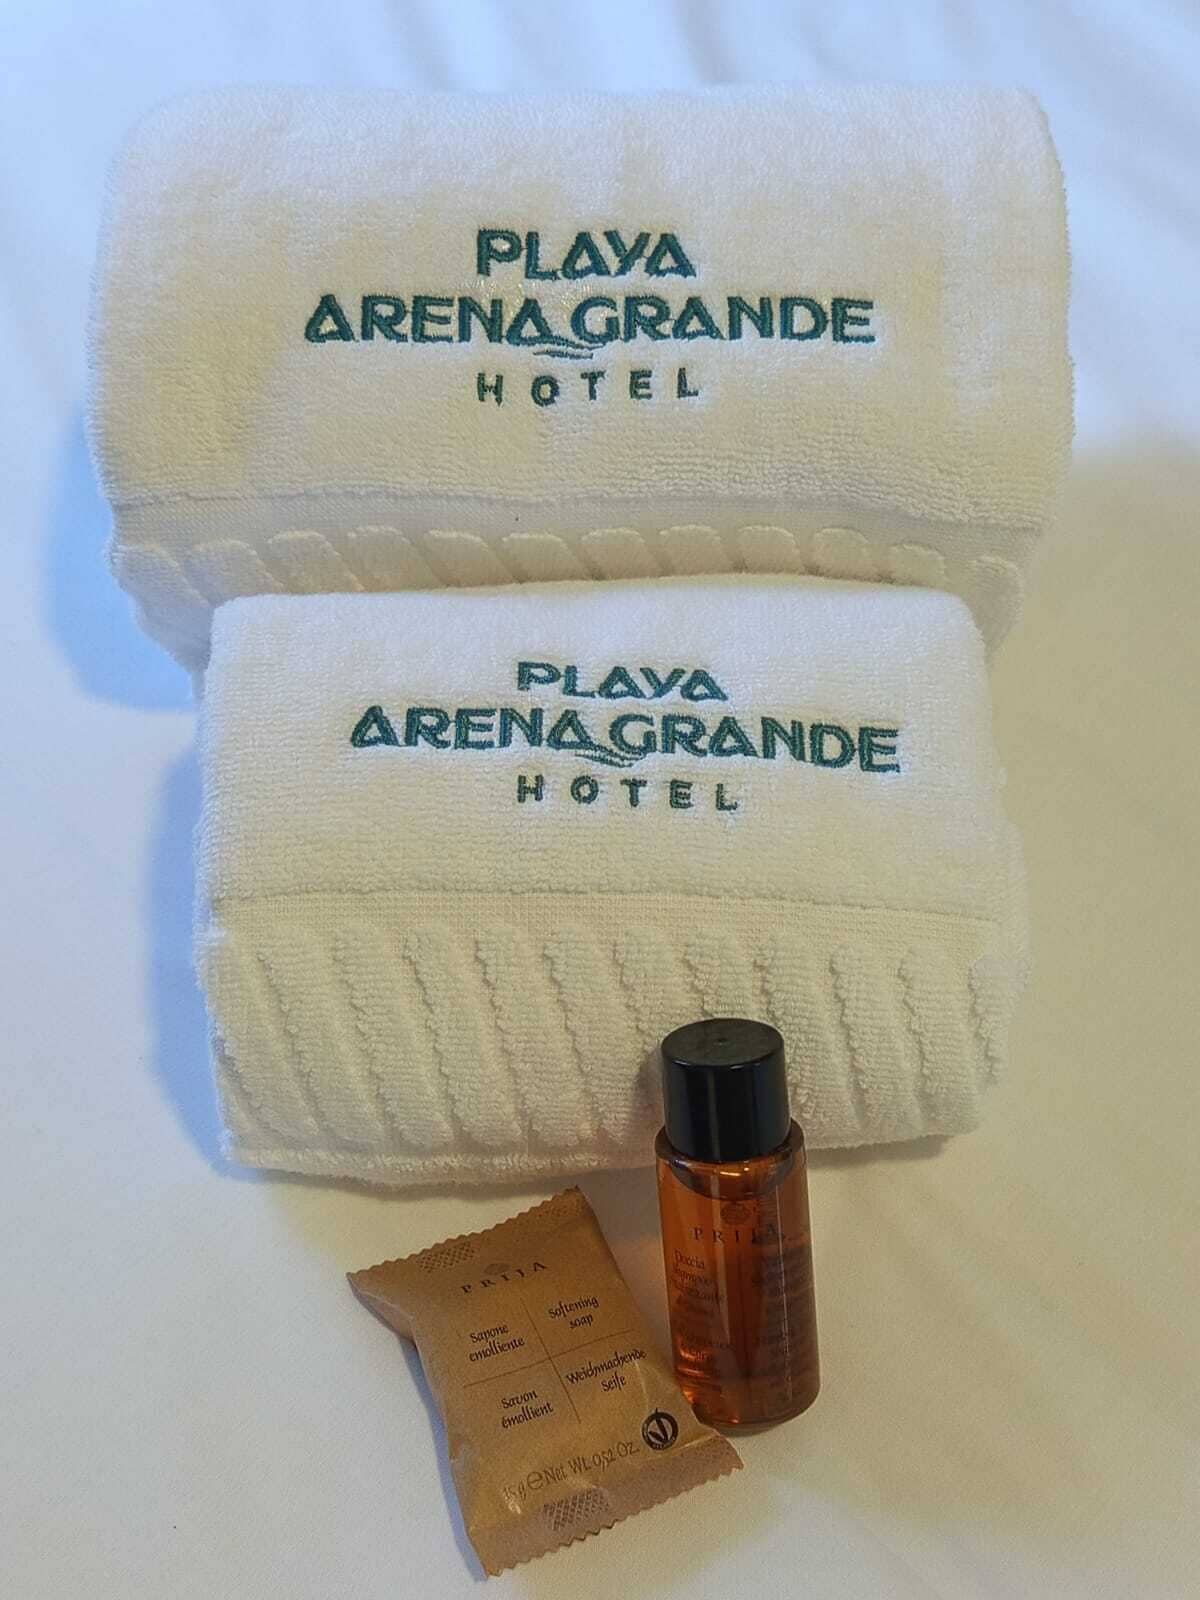 PLAYA
ARENA GRANDE
HOTEL
PLAYA
ARENA GRANDE
HOTEL
PRIJA
Sapone
emolliente
Softening
soap
Savon
émollient
Weichmachende
Seife
15g ℮ Net Wt. 0,52 Oz.
PRIJA
Doccia